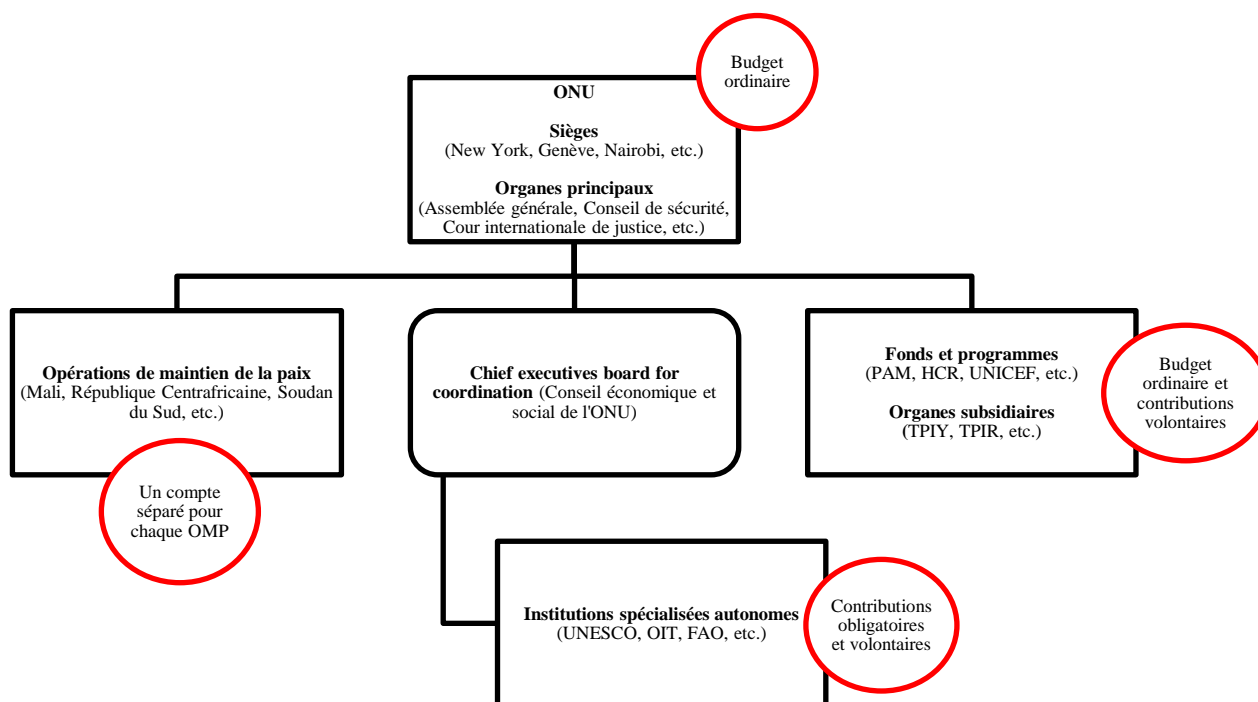 Budget
ordinaire
ONU
Sièges
(New York, Genève, Nairobi, etc.)
Organes principaux
(Assemblée générale, Conseil de sécurité,
Cour internationale de justice, etc.)
Opérations de maintien de la paix
(Mali, République Centrafricaine, Soudan
du Sud, etc.)
Un compte
séparé pour
chaque OMP
Chief executives board for
coordination (Conseil économique et
social de l'ONU)
Fonds et programmes
(PAM, HCR, UNICEF, etc.)
Organes subsidiaires
(TPIY, TPIR, etc.)
Budget
ordinaire et
contributions
volontaires
Institutions spécialisées autonomes
(UNESCO, OIT, FAO, etc.)
Contributions
obligatoires
et volontaires